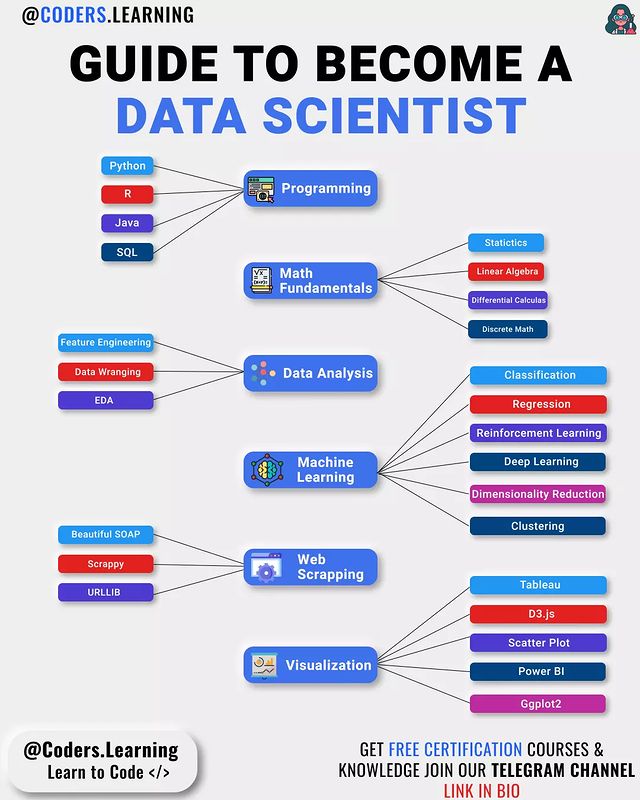 @CODERS.LEARNING
GUIDE TO BECOME A
DATA SCIENTIST
Python
R
Java
SQL
Programming
Math
Fundamentals
Statictics
Linear Algebra
Differential Calculas
Discrete Math
Feature Engineering
Data Wranging
EDA
Data Analysis
Machine
Learning
Classification
Regression
Reinforcement Learning
Deep Learning
Dimensionality Reduction
Clustering
Beautiful SOAP
Scrappy
URLLIB
Web
Scrapping
Visualization
Tableau
D3.js
Scatter Plot
Power BI
Ggplot2
@Coders.Learning
Learn to Code </>
GET FREE CERTIFICATION COURSES &
KNOWLEDGE JOIN OUR TELEGRAM CHANNEL
LINK IN BIO